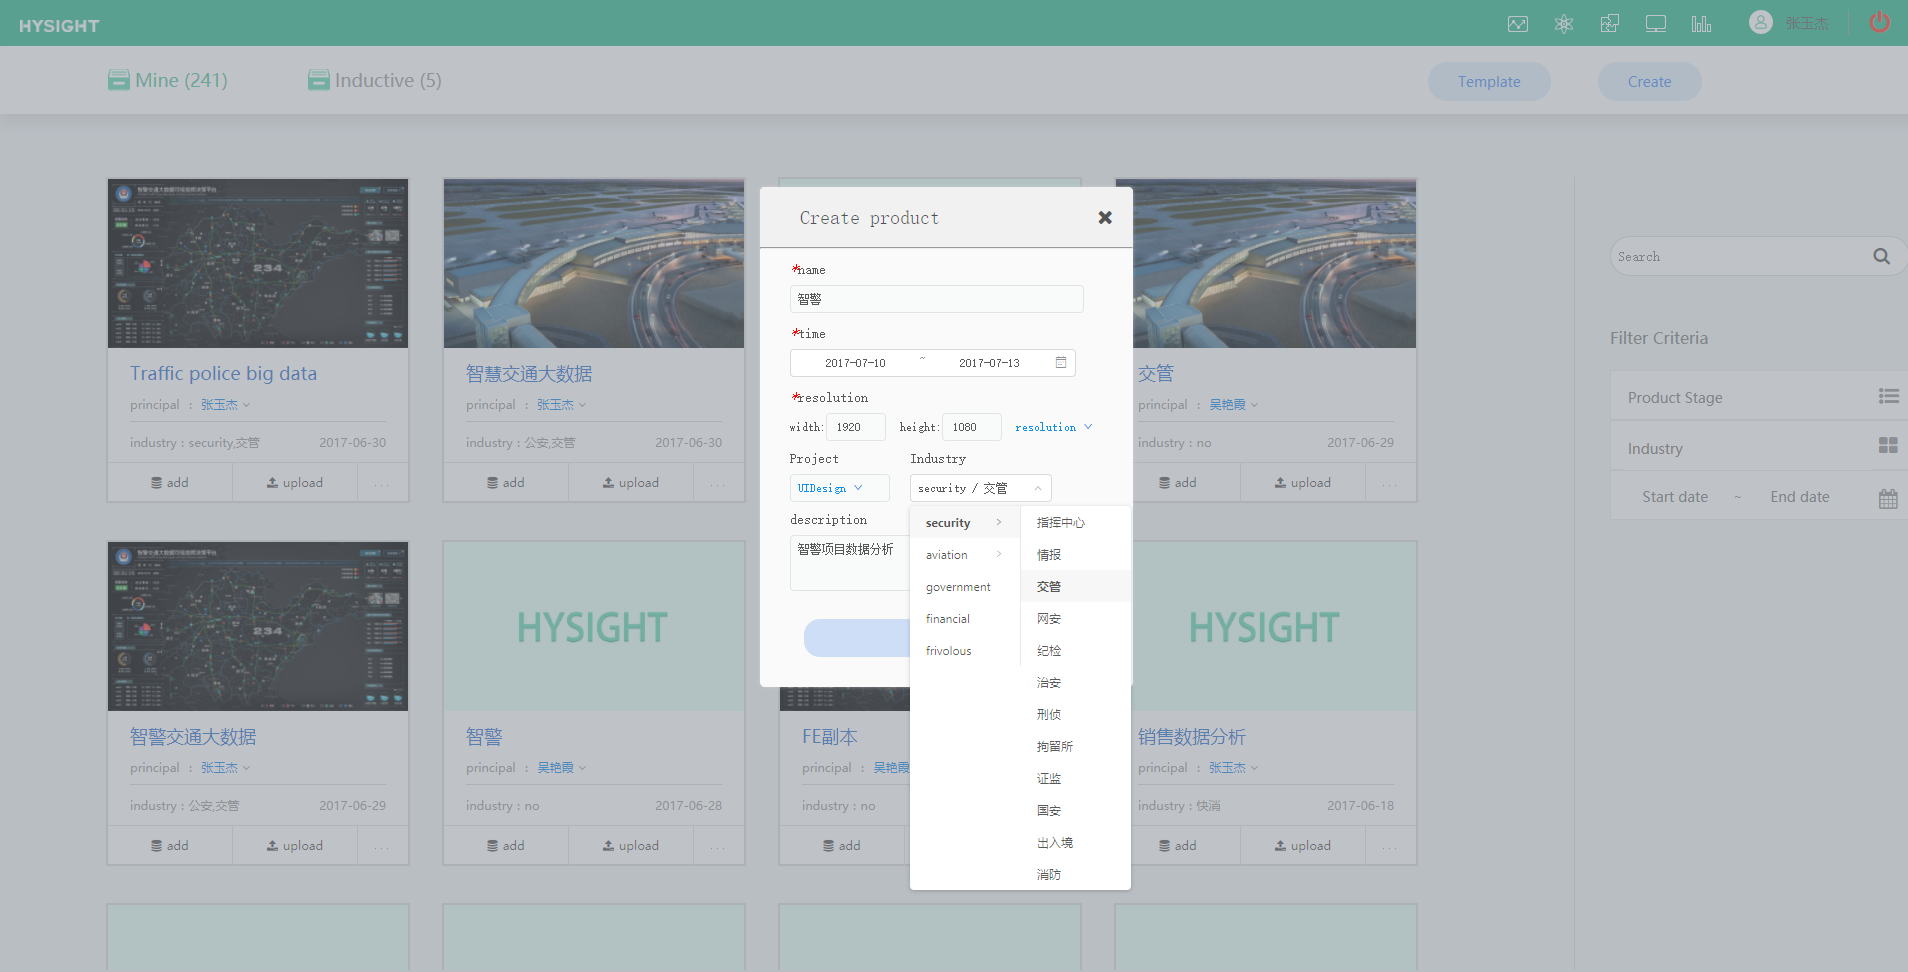 HYSIGHT
张玉杰
Mine (241)
Inductive (5)
Template
Create
Search
Filter Criteria
Product Stage
Industry
Start date ~ End date
Traffic police big data
principal : 张玉杰
industry : security,交管 2017-06-30
add upload ...
智慧交通大数据
principal : 张玉杰
industry : 公安,交管 2017-06-30
add upload ...
交管
principal : 吴艳霞
industry : no 2017-06-29
add upload ...
234
Create product
*name
智警
*time
2017-07-10 ~ 2017-07-13
*resolution
width: 1920 height: 1080 resolution
Project Industry
UIDesign security / 交管
description
智警项目数据分析
security
aviation
government
financial
frivolous
指挥中心
情报
交管
网安
纪检
治安
刑侦
拘留所
证监
国安
出入境
消防
234
智警交通大数据
principal : 张玉杰
industry : 公安,交管 2017-06-29
add upload ...
HYSIGHT
智警
principal : 吴艳霞
industry : no 2017-06-28
add upload ...
FE副本
principal : 吴艳霞
industry : no
add
HYSIGHT
销售数据分析
principal : 张玉杰
industry : 快消 2017-06-18
add upload ...